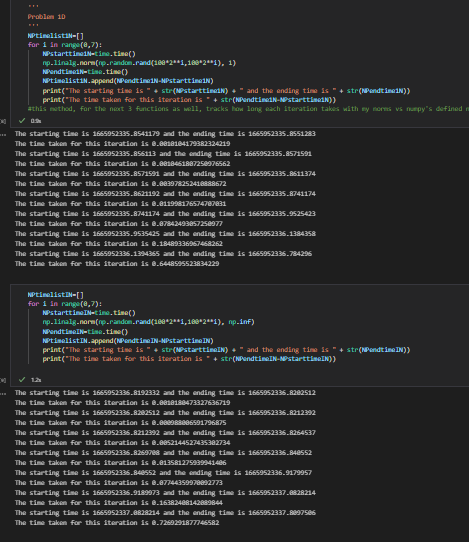 '''
Problem 1D
'''
NPtimelist1N=[]
for i in range(0,7):
NPstarttime1N=time.time()
np.linalg.norm(np.random.rand(100*2**i,100*2**i), 1)
NPendtime1N=time.time()
NPtimelist1N.append(NPendtime1N-NPstarttime1N)
print("The starting time is " + str(NPstarttime1N) + " and the ending time is " + str(NPendtime1N))
print("The time taken for this iteration is " + str(NPendtime1N-NPstarttime1N))
#this method, for the next 3 functions as well, tracks how long each iteration takes with my norms vs numpy's defined
0.9s
The starting time is 1665952335.8541179 and the ending time is 1665952335.8551283
The time taken for this iteration is 0.0010104179382324219
The starting time is 1665952335.856113 and the ending time is 1665952335.8571591
The time taken for this iteration is 0.0010461807250976562
The starting time is 1665952335.8571591 and the ending time is 1665952335.8611374
The time taken for this iteration is 0.003978252410888672
The starting time is 1665952335.8621192 and the ending time is 1665952335.8741174
The time taken for this iteration is 0.011998176574707031
The starting time is 1665952335.8741174 and the ending time is 1665952335.9525423
The time taken for this iteration is 0.07842493057250977
The starting time is 1665952335.9535425 and the ending time is 1665952336.1384358
The time taken for this iteration is 0.18489336967468262
The starting time is 1665952336.1394365 and the ending time is 1665952336.784296
The time taken for this iteration is 0.6448595523834229
NPtimelistIN=[]
for i in range(0,7):
NPstarttimeIN=time.time()
np.linalg.norm(np.random.rand(100*2**i,100*2**i), np.inf)
NPendtimeIN=time.time()
NPtimelistIN.append(NPendtimeIN-NPstarttimeIN)
print("The starting time is " + str(NPstarttimeIN) + " and the ending time is " + str(NPendtimeIN))
print("The time taken for this iteration is " + str(NPendtimeIN-NPstarttimeIN))
1.2s
The starting time is 1665952336.8192332 and the ending time is 1665952336.8202512
The time taken for this iteration is 0.0010180473327636719
The starting time is 1665952336.8202512 and the ending time is 1665952336.8212392
The time taken for this iteration is 0.000988006591796875
The starting time is 1665952336.8212392 and the ending time is 1665952336.8264537
The time taken for this iteration is 0.0052144527435302734
The starting time is 1665952336.8269708 and the ending time is 1665952336.840552
The time taken for this iteration is 0.013581275939941406
The starting time is 1665952336.840552 and the ending time is 1665952336.9179957
The time taken for this iteration is 0.07744359970092773
The starting time is 1665952336.9189973 and the ending time is 1665952337.0828214
The time taken for this iteration is 0.16382408142089844
The starting time is 1665952337.0828214 and the ending time is 1665952337.8097506
The time taken for this iteration is 0.7269291877746582